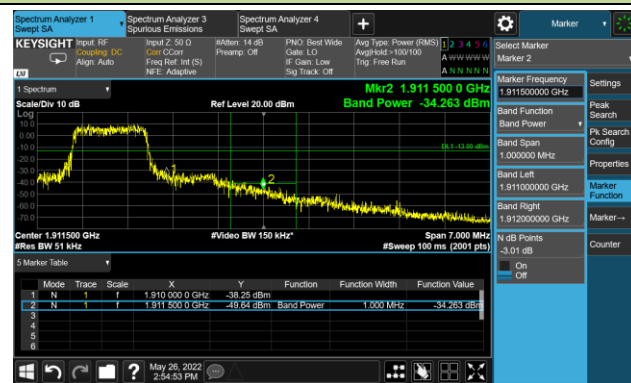 Spectrum Analyzer 1
Swept SA
Spectrum Analyzer 3
Spurious Emissions
Spectrum Analyzer 4
Swept SA
+
Marker
KEYSIGHT
Input: RF
Coupling: DC
Align: Auto
Input Z: 50 Ω
Corr CCorr
Freq Ref: Int (S)
NFE: Adaptive
#Atten: 14 dB
Preamp: Off
PNO: Best Wide
Gate: LO
IF Gain: Low
Sig Track: Off
Avg Type: Power (RMS)
Avg|Hold:>100/100
Trig: Free Run
1 2 3 4 5 6
A W W W W W
A N N N N N
LXI
1 Spectrum
Scale/Div 10 dB
Log
Ref Level 20.00 dBm
Mkr2 1.911 500 0 GHz
Band Power -34.263 dBm
10.0
0.00
-10.0
-20.0
-30.0
-40.0
-50.0
-60.0
-70.0
DL1 -13.00 dBm
1
2
Center 1.911500 GHz
#Res BW 51 kHz
#Video BW 150 kHz*
Span 7.000 MHz
#Sweep 100 ms (2001 pts)
5 Marker Table
Mode Trace Scale X Y Function Function Width Function Value
1 N 1 f 1.910 000 0 GHz -38.25 dBm
2 N 1 f 1.911 500 0 GHz -49.64 dBm Band Power 1.000 MHz -34.263 dBm
3
4
5
6
May 26, 2022
2:54:53 PM
Select Marker
Marker 2
Marker Frequency
1.911500000 GHz
Band Function
Band Power
Band Span
1.000000 MHz
Band Left
1.911000000 GHz
Band Right
1.912000000 GHz
N dB Points
-3.01 dB
On
Off
Settings
Peak
Search
Pk Search
Config
Properties
Marker
Function
Marker→
Counter